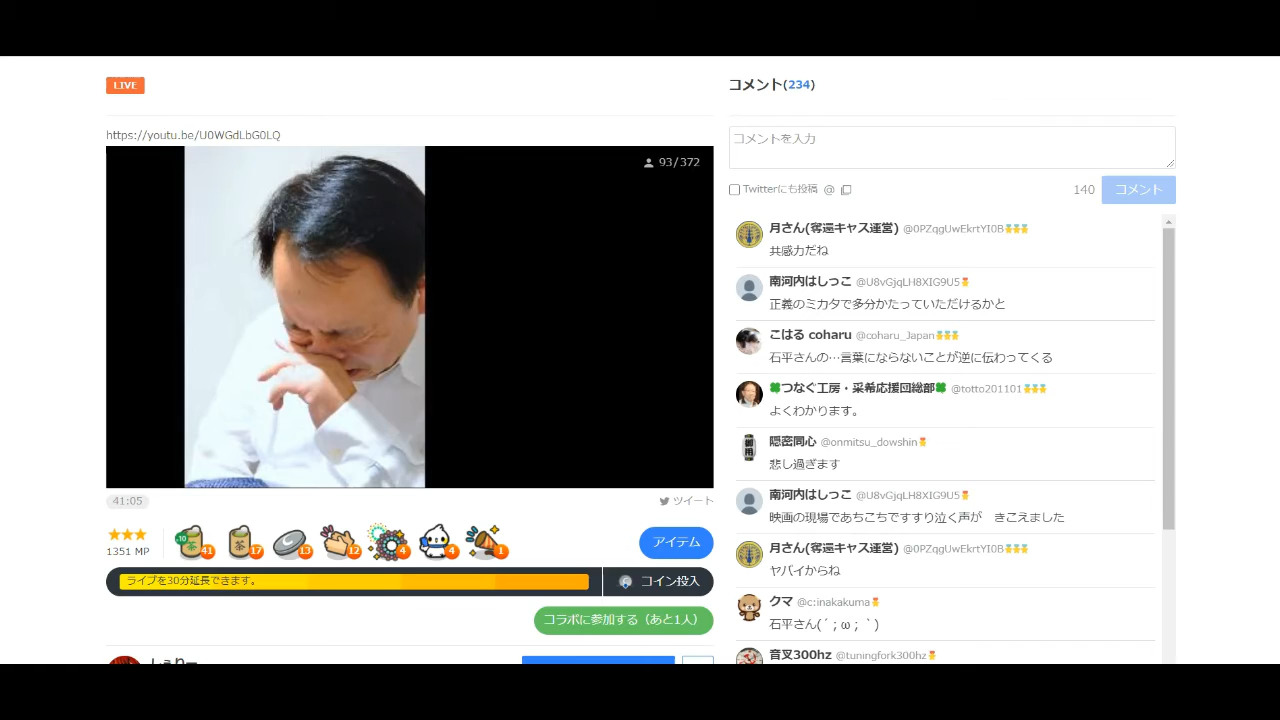 LIVE
https://youtu.be/U0WGdLbG0LQ
93/372
41:05
ツイート
1351 MP
10
41
17
13
12
4
4
1
アイテム
ライブを30分延長できます。
コイン投入
コラボに参加する（あと1人）
コメント(234)
コメントを入力
Twitterにも投稿 @
140
コメント
月さん(奪還キャス運営) @0PZqgUwEkrtYI0B
共感力だね
南河内はしっこ @U8vGjqLH8XIG9U5
正義のミカタで多分かたっていただけるかと
こはる coharu @coharu_Japan
石平さんの…言葉にならないことが逆に伝わってくる
🍀つなぐ工房・采希応援団総部🍀 @totto201101
よくわかります。
隠密同心 @onmitsu_dowshin
悲し過ぎます
南河内はしっこ @U8vGjqLH8XIG9U5
映画の現場であちこちですすり泣く声が　きこえました
月さん(奪還キャス運営) @0PZqgUwEkrtYI0B
ヤバイからね
クマ @c:inakakuma
石平さん(´；ω；｀)
音叉300hz @tuningfork300hz